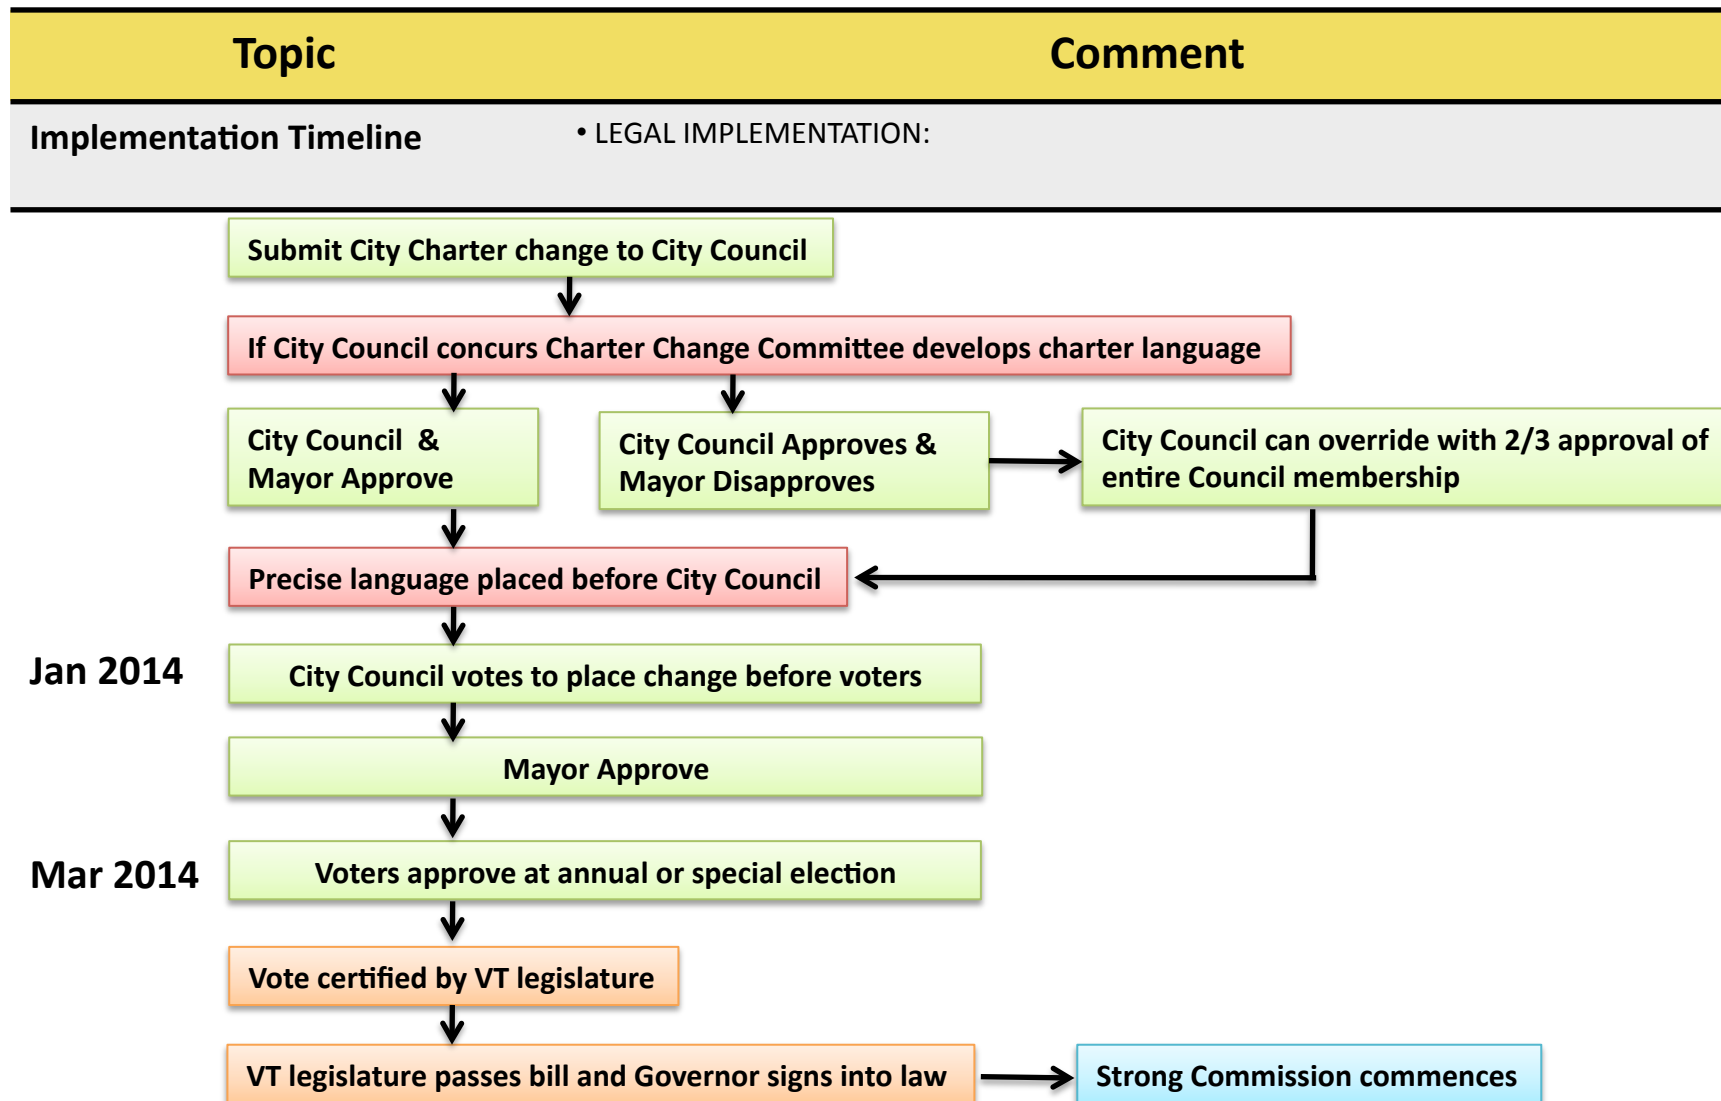 Topic
Comment
Implementation Timeline
• LEGAL IMPLEMENTATION:
Submit City Charter change to City Council
If City Council concurs Charter Change Committee develops charter language
City Council &
Mayor Approve
City Council Approves &
Mayor Disapproves
City Council can override with 2/3 approval of
entire Council membership
Precise language placed before City Council
Jan 2014
City Council votes to place change before voters
Mayor Approve
Mar 2014
Voters approve at annual or special election
Vote certified by VT legislature
VT legislature passes bill and Governor signs into law
Strong Commission commences